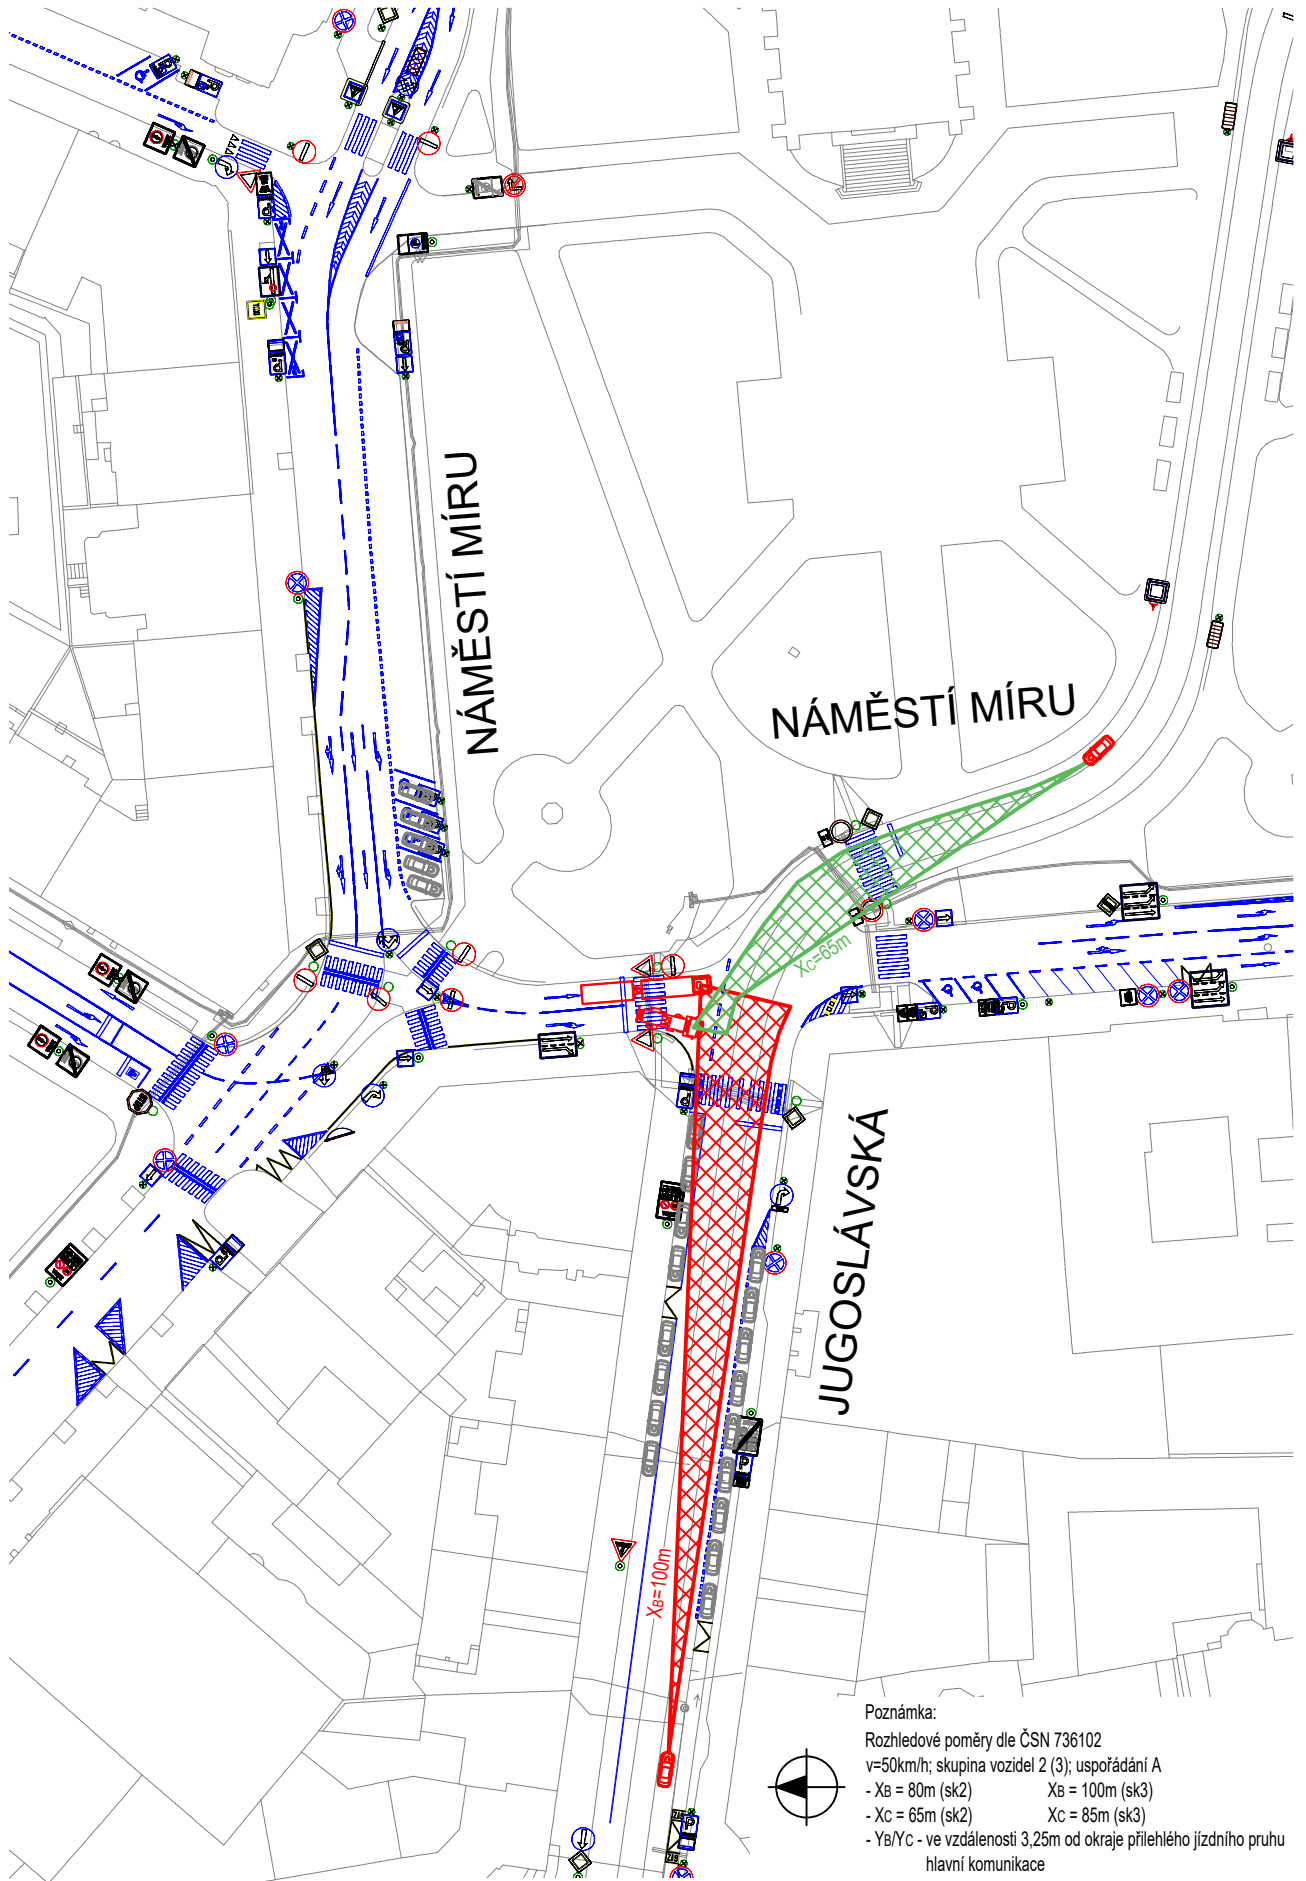 NÁMĚSTÍ MÍRU
NÁMĚSTÍ MÍRU
Xc=65m
JUGOSLÁVSKÁ
XB=100m
Poznámka:
Rozhledové poměry dle ČSN 736102
v=50km/h; skupina vozidel 2 (3); uspořádání A
- XB = 80m (sk2) XB = 100m (sk3)
- XC = 65m (sk2) XC = 85m (sk3)
- YB/YC - ve vzdálenosti 3,25m od okraje přilehlého jízdního pruhu
hlavní komunikace